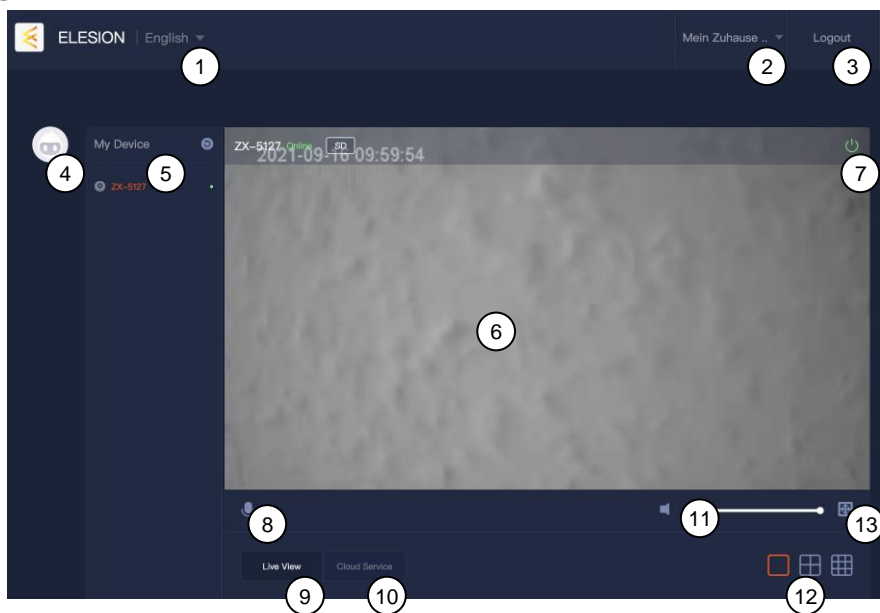 ELESION | English
Mein Zuhause ..
Logout
1
2
3
My Device
ZX-5127 Online SD
2021-09-16 09:59:54
4
5
7
ZX-5127
6
8
11
13
Live View
Cloud Service
9
10
12